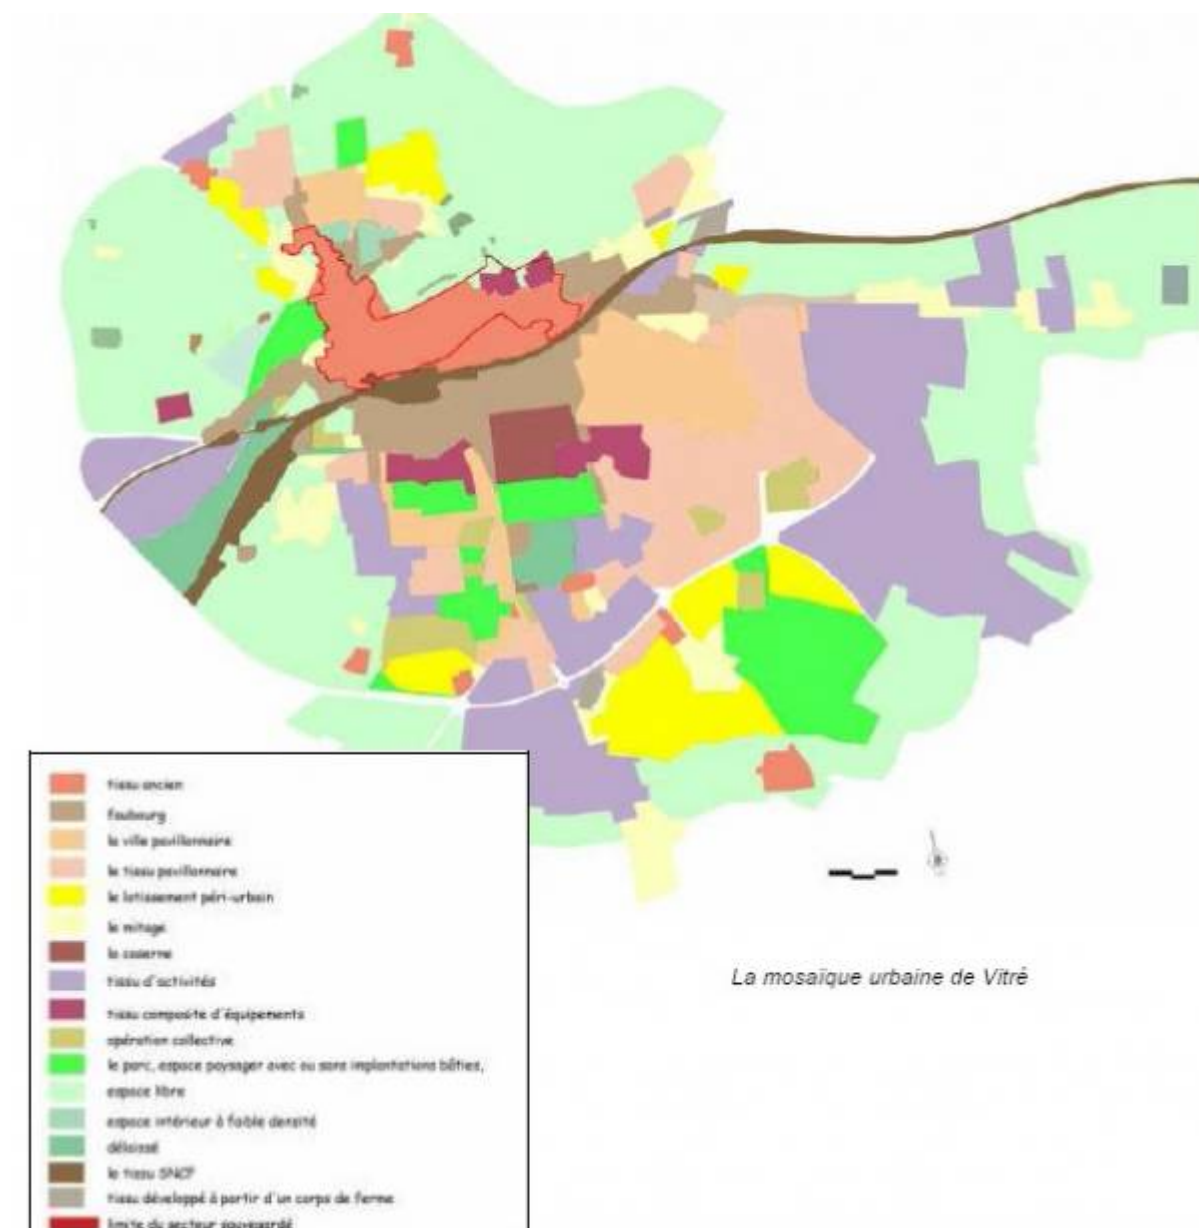 tissu ancien
faubourg
la ville pavillonnaire
le tissu pavillonnaire
le lotissement péri-urbain
le mitage
la caserne
tissu d'activités
tissu composite d'équipements
opération collective
le parc, espace paysager avec ou sans implantations bâties,
espace libre
espace intérieur à faible densité
délaissé
le tissu SNCF
tissu développé à partir d'un corps de ferme
limite du secteur sauvegardé
La mosaïque urbaine de Vitré